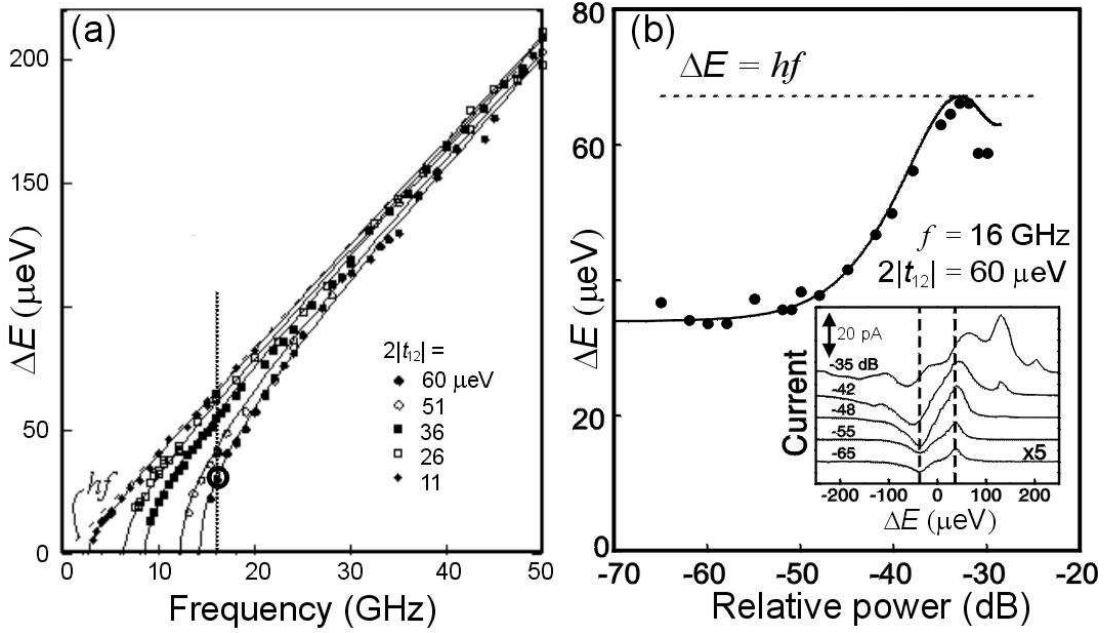 (a)
200
150
100
50
0
ΔE (μeV)
2|t₁₂| =
60 μeV
51
36
26
11
hf
0 10 20 30 40 50
Frequency (GHz)
(b)
80
60
40
20
0
ΔE (μeV)
ΔE = hf
f = 16 GHz
2|t₁₂| = 60 μeV
20 pA
-35 dB
-42
-48
-55
-65
x5
Current
-200 -100 0 100 200
ΔE (μeV)
-70 -60 -50 -40 -30 -20
Relative power (dB)